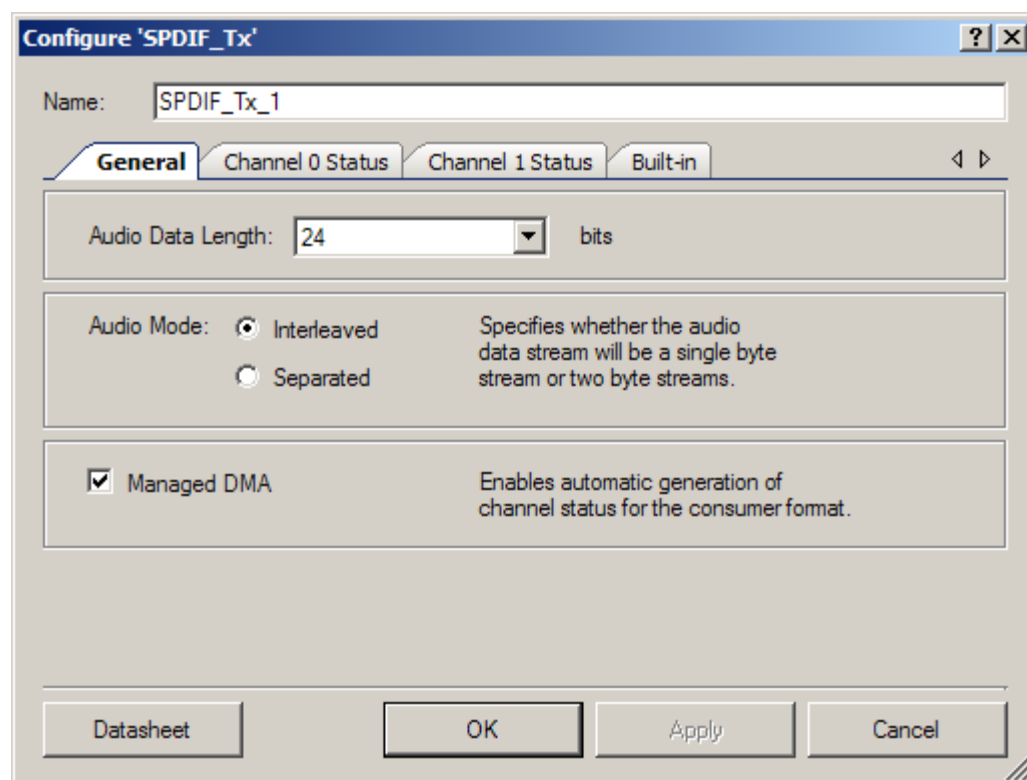 Configure 'SPDIF_Tx'
Name: SPDIF_Tx_1
General Channel 0 Status Channel 1 Status Built-in
Audio Data Length: 24 bits
Audio Mode: Interleaved Specifies whether the audio
data stream will be a single byte
Separated stream or two byte streams.
Managed DMA Enables automatic generation of
channel status for the consumer format.
Datasheet OK Apply Cancel